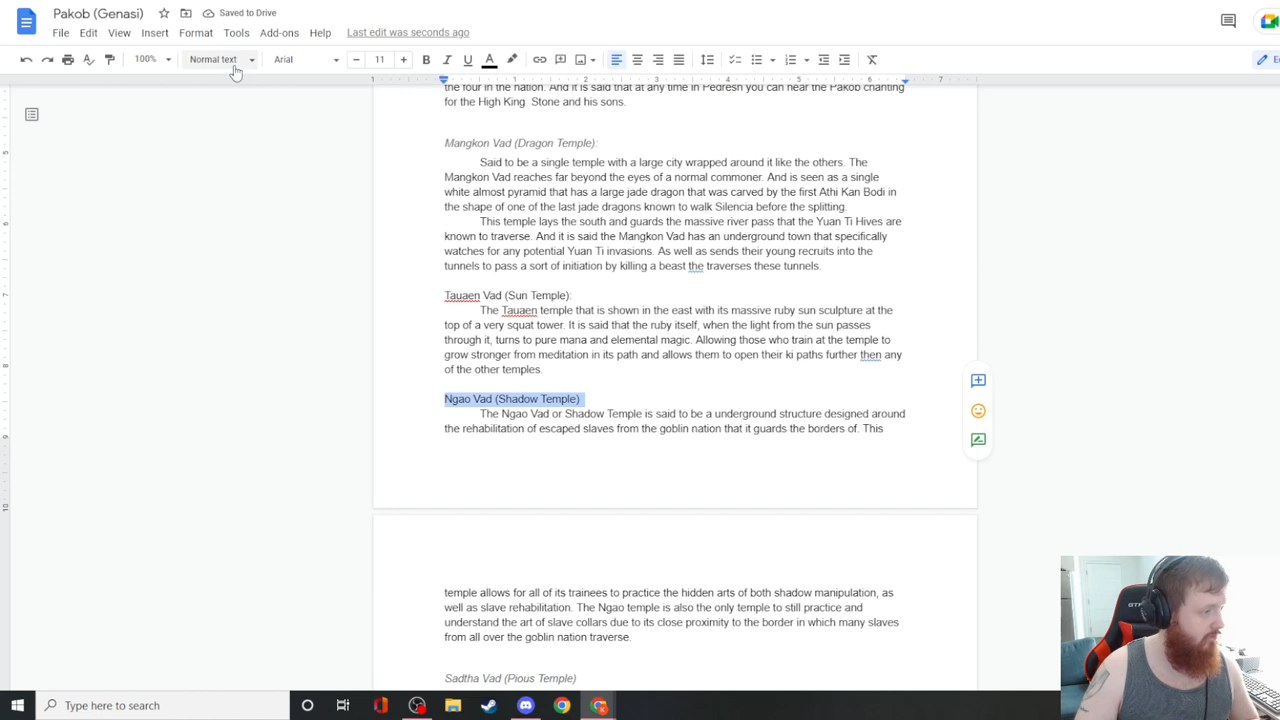 Pakob (Genasi)
Saved to Drive
File Edit View Insert Format Tools Add-ons Help Last edit was seconds ago
100% Normal text Arial 11 B I U A
1 1 2 3 4 5 6 7
the four in the nation. And it is said that at any time in Pedresh you can hear the Pakob chanting
for the High King Stone and his sons.
Mangkon Vad (Dragon Temple):
Said to be a single temple with a large city wrapped around it like the others. The
Mangkon Vad reaches far beyond the eyes of a normal commoner. And is seen as a single
white almost pyramid that has a large jade dragon that was carved by the first Athi Kan Bodi in
the shape of one of the last jade dragons known to walk Silencia before the splitting.
This temple lays the south and guards the massive river pass that the Yuan Ti Hives are
known to traverse. And it is said the Mangkon Vad has an underground town that specifically
watches for any potential Yuan Ti invasions. As well as sends their young recruits into the
tunnels to pass a sort of initiation by killing a beast the traverses these tunnels.
Tauaen Vad (Sun Temple):
The Tauaen temple that is shown in the east with its massive ruby sun sculpture at the
top of a very squat tower. It is said that the ruby itself, when the light from the sun passes
through it, turns to pure mana and elemental magic. Allowing those who train at the temple to
grow stronger from meditation in its path and allows them to open their ki paths further then any
of the other temples.
Ngao Vad (Shadow Temple)
The Ngao Vad or Shadow Temple is said to be a underground structure designed around
the rehabilitation of escaped slaves from the goblin nation that it guards the borders of. This
temple allows for all of its trainees to practice the hidden arts of both shadow manipulation, as
well as slave rehabilitation. The Ngao temple is also the only temple to still practice and
understand the art of slave collars due to its close proximity to the border in which many slaves
from all over the goblin nation traverse.
Sadtha Vad (Pious Temple)
Type here to search